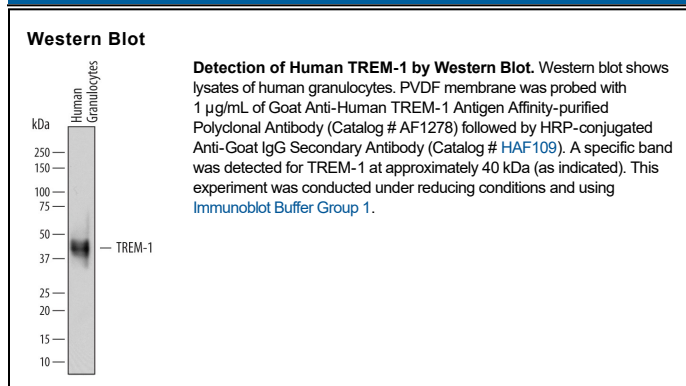 Western Blot
Human
Granulocytes
kDa
250
150
100
75
50
37
25
20
15
10
TREM-1
Detection of Human TREM-1 by Western Blot. Western blot shows
lysates of human granulocytes. PVDF membrane was probed with
1 µg/mL of Goat Anti-Human TREM-1 Antigen Affinity-purified
Polyclonal Antibody (Catalog # AF1278) followed by HRP-conjugated
Anti-Goat IgG Secondary Antibody (Catalog # HAF109). A specific band
was detected for TREM-1 at approximately 40 kDa (as indicated). This
experiment was conducted under reducing conditions and using
Immunoblot Buffer Group 1.